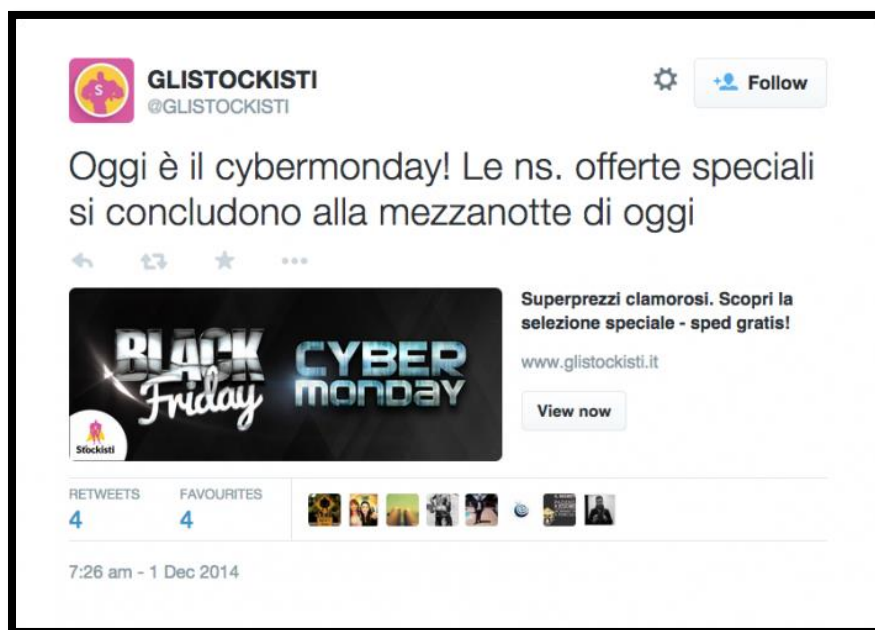 GLISTOCKISTI
@GLISTOCKISTI
Follow
Oggi è il cybermonday! Le ns. offerte speciali
si concludono alla mezzanotte di oggi
BLACK
Friday
CYBER
MONDAY
Stockisti
Superprezzi clamorosi. Scopri la
selezione speciale - sped gratis!
www.glistockisti.it
View now
RETWEETS
4
FAVOURITES
4
7:26 am - 1 Dec 2014